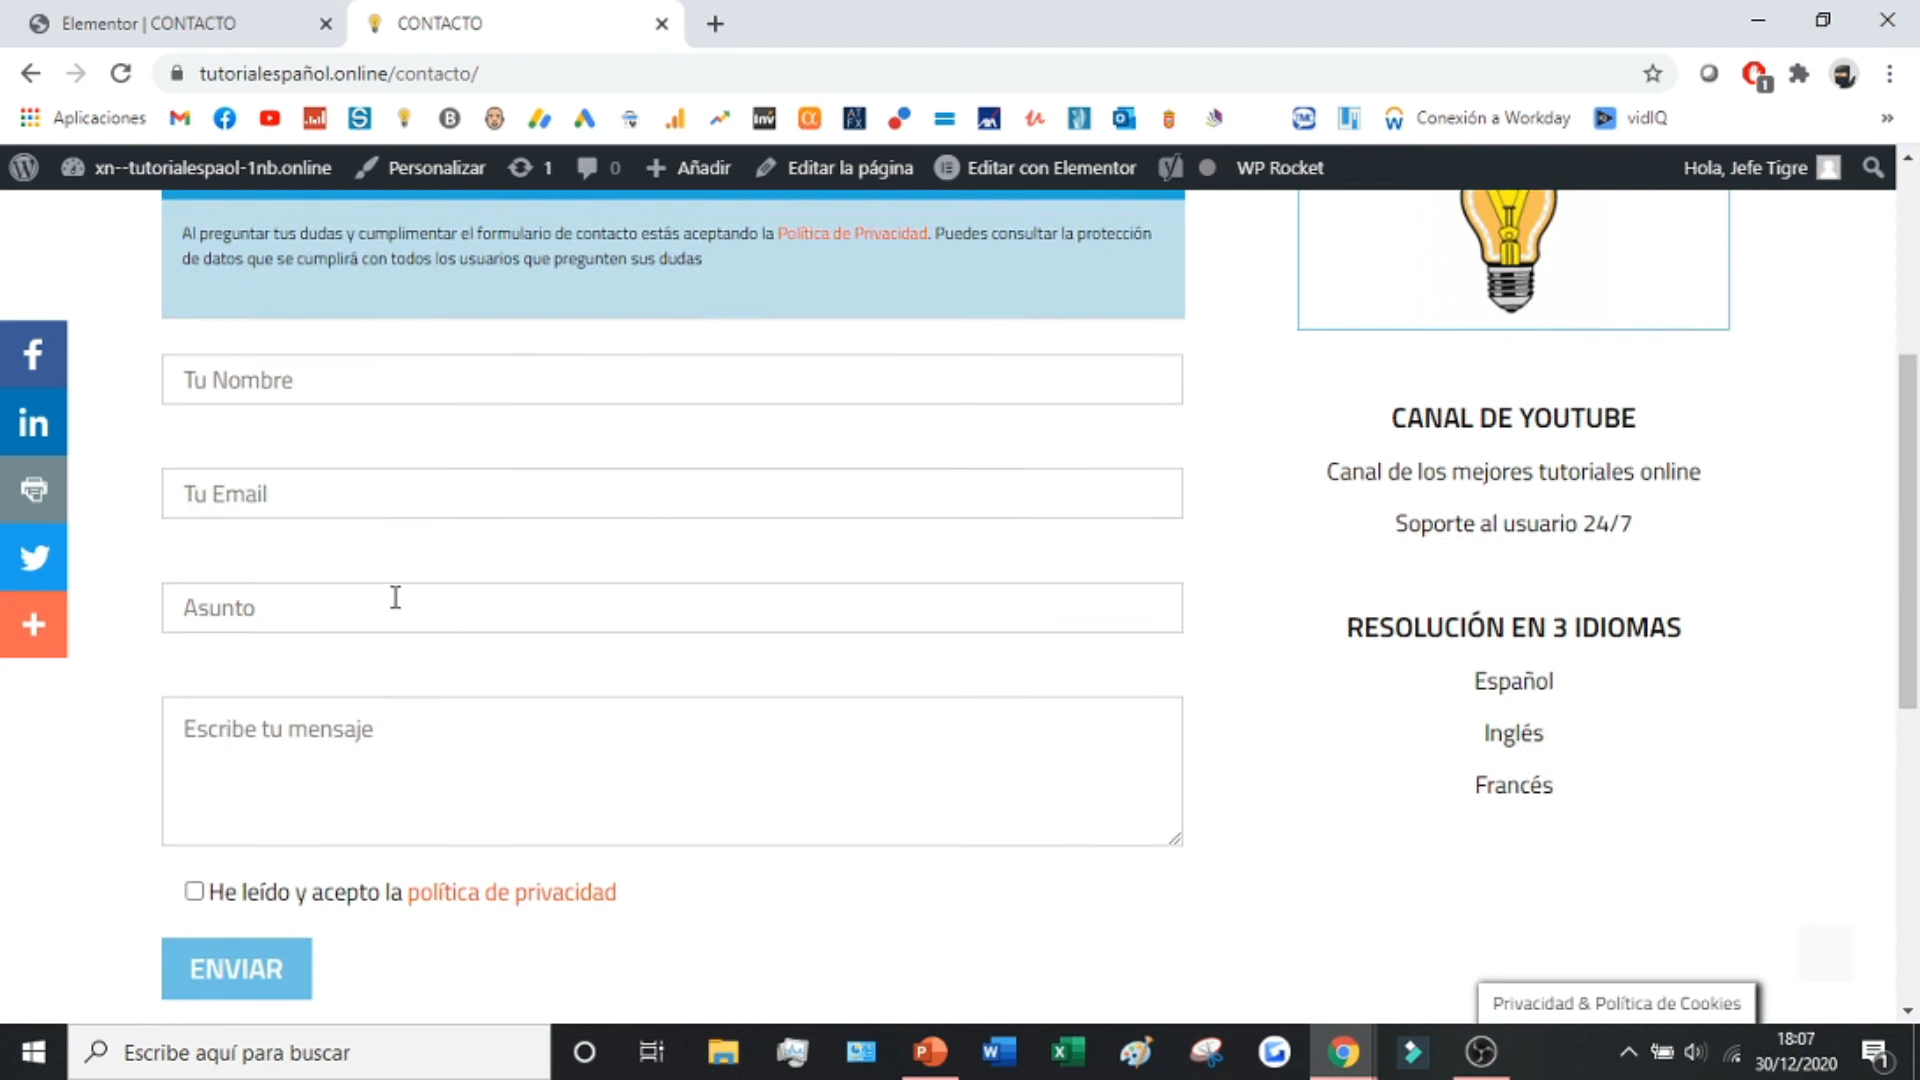 Elementor | CONTACTO
CONTACTO
tutorialespañol.online/contacto/
Aplicaciones
Conexión a Workday
vidIQ
xn--tutorialespaol-1nb.online
Personalizar
1
0
Añadir
Editar la página
Editar con Elementor
WP Rocket
Hola, Jefe Tigre
Al preguntar tus dudas y cumplimentar el formulario de contacto estás aceptando la Política de Privacidad. Puedes consultar la protección
de datos que se cumplirá con todos los usuarios que pregunten sus dudas
Tu Nombre
Tu Email
Asunto
Escribe tu mensaje
He leído y acepto la política de privacidad
ENVIAR
CANAL DE YOUTUBE
Canal de los mejores tutoriales online
Soporte al usuario 24/7
RESOLUCIÓN EN 3 IDIOMAS
Español
Inglés
Francés
Privacidad & Política de Cookies
Escribe aquí para buscar
18:07
30/12/2020
1